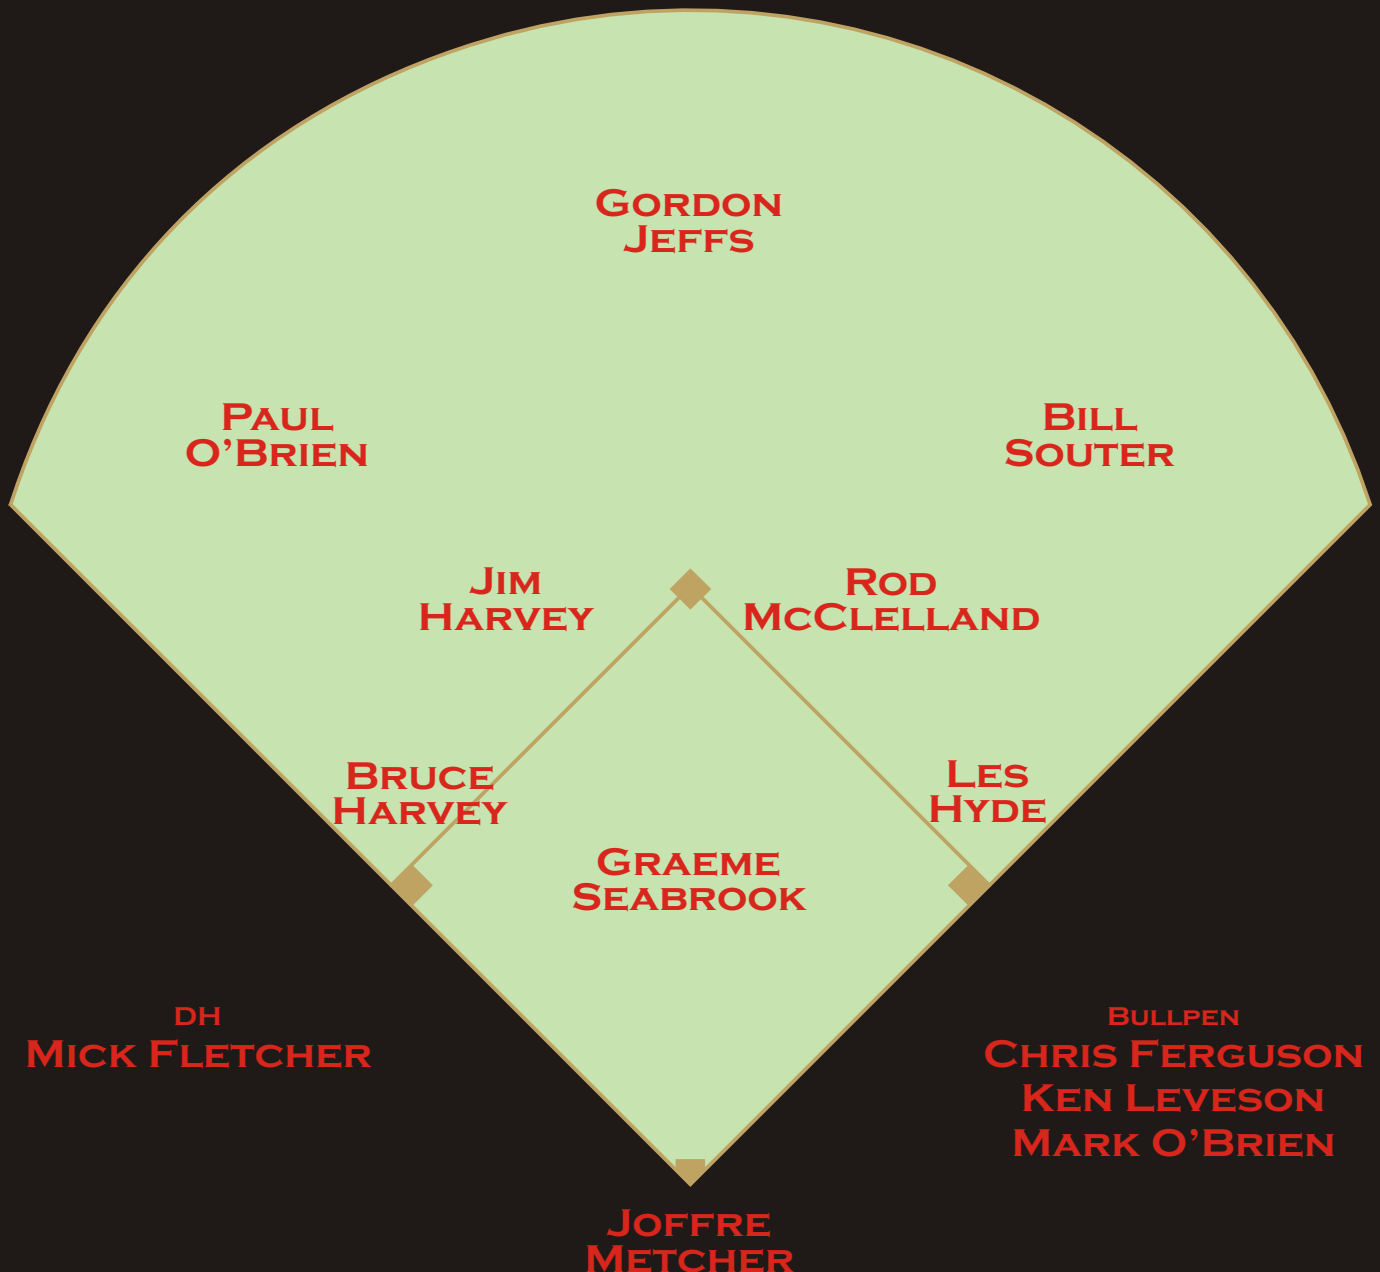 Gordon
Jeffs
Paul
O’Brien
Bill
Souter
Jim
Harvey
Rod
McClelland
Bruce
Harvey
Les
Hyde
Graeme
Seabrook
DH
Mick Fletcher
Bullpen
Chris Ferguson
Ken Leveson
Mark O’Brien
Joffre
Metcher